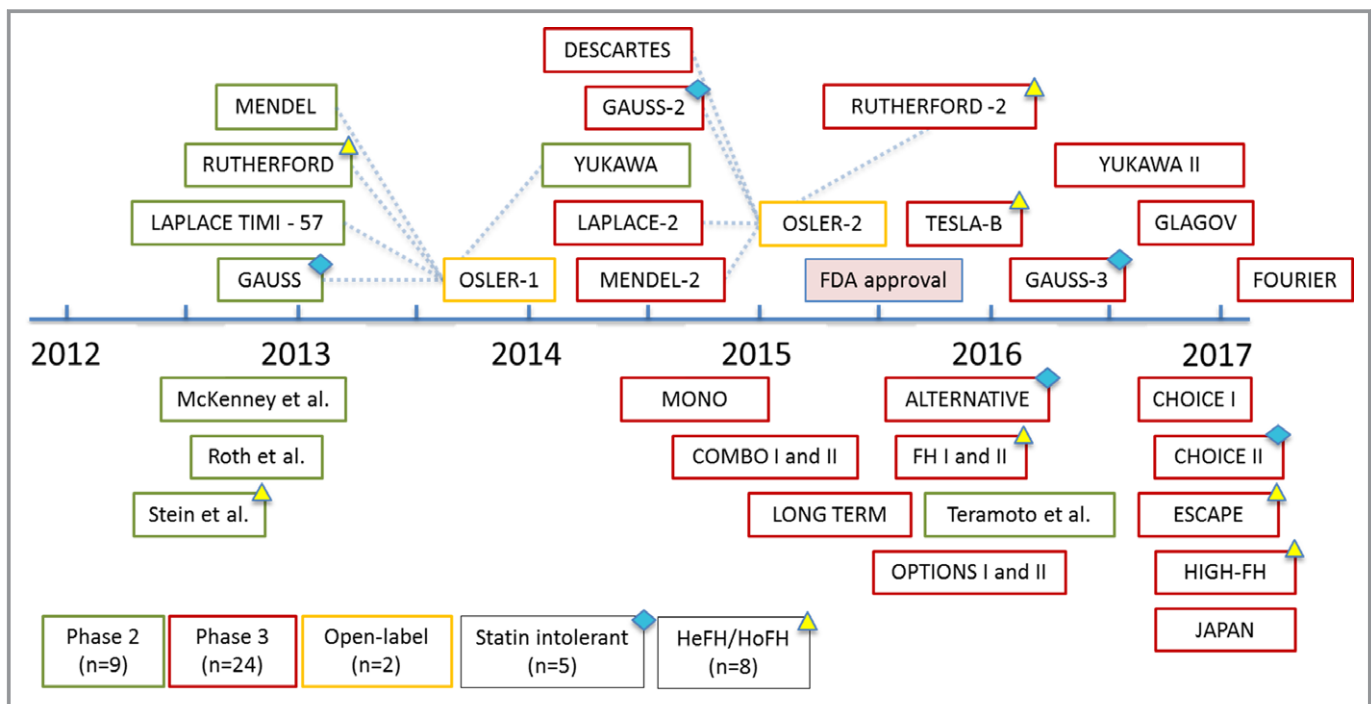 DESCARTES
MENDEL
GAUSS-2
RUTHERFORD -2
RUTHERFORD
YUKAWA
YUKAWA II
LAPLACE TIMI - 57
LAPLACE-2
OSLER-2
TESLA-B
GLAGOV
GAUSS
OSLER-1
MENDEL-2
FDA approval
GAUSS-3
FOURIER
2012
2013
2014
2015
2016
2017
McKenney et al.
MONO
ALTERNATIVE
CHOICE I
Roth et al.
COMBO I and II
FH I and II
CHOICE II
Stein et al.
LONG TERM
Teramoto et al.
ESCAPE
OPTIONS I and II
HIGH-FH
JAPAN
Phase 2
(n=9)
Phase 3
(n=24)
Open-label
(n=2)
Statin intolerant
(n=5)
HeFH/HoFH
(n=8)